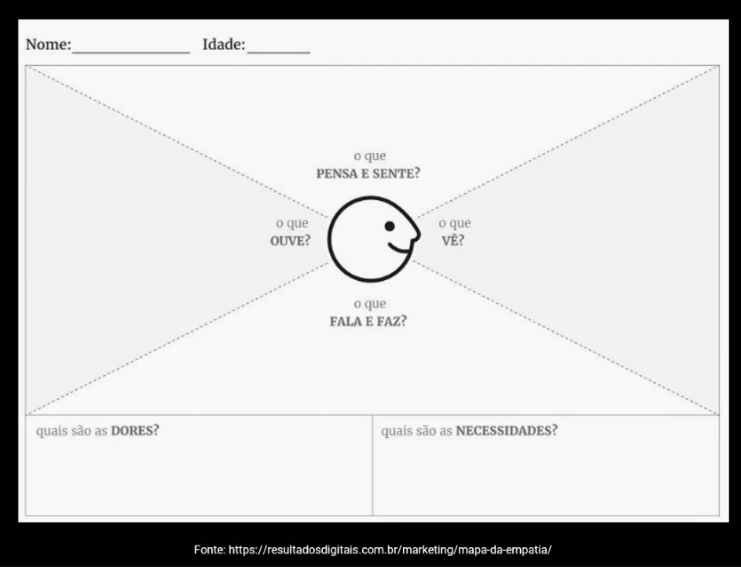 Nome:_______________ Idade:________
o que
PENSA E SENTE?
o que
OUVE?
o que
VÊ?
o que
FALA E FAZ?
quais são as DORES?
quais são as NECESSIDADES?
Fonte: https://resultadosdigitais.com.br/marketing/mapa-da-empatia/